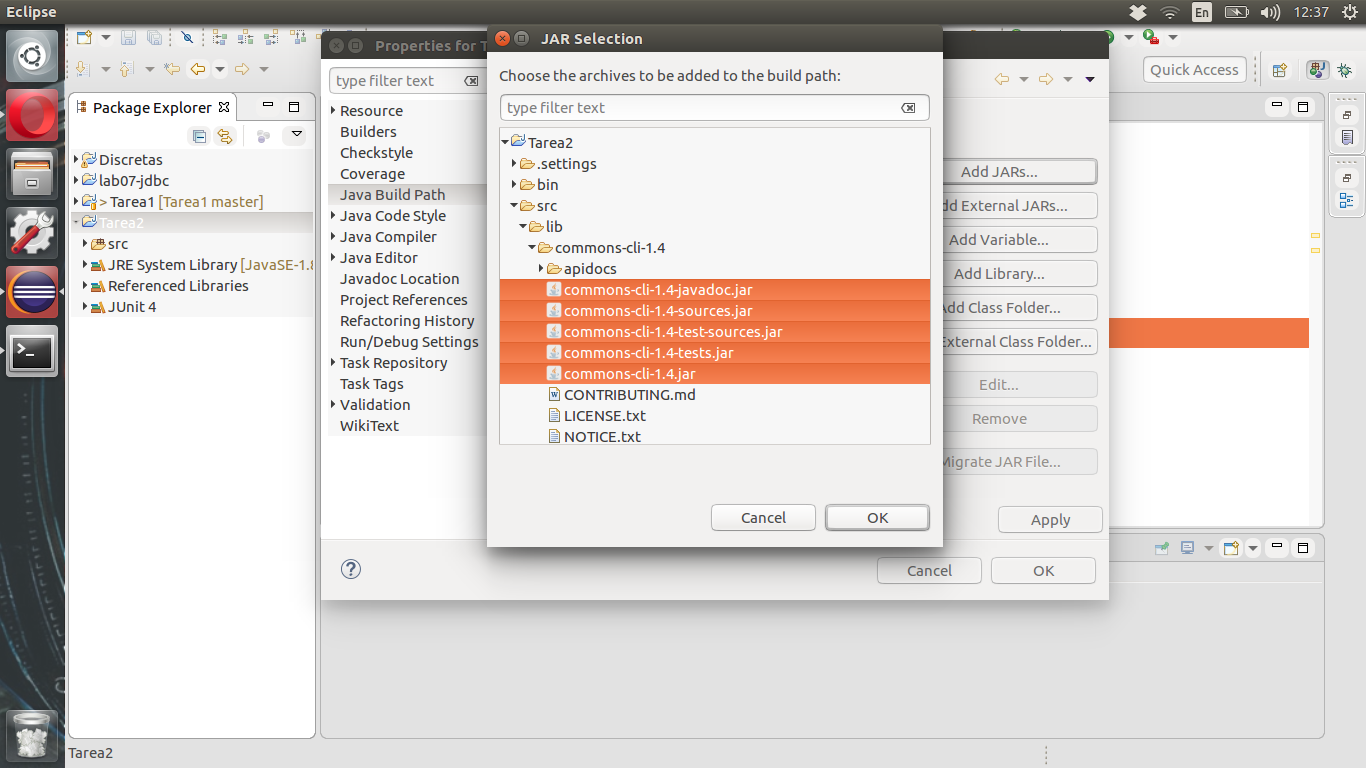 Eclipse
En
12:37
Properties for T
JAR Selection
Quick Access
Package Explorer
Discretas
lab07-jdbc
> Tarea1 [Tarea1 master]
Tarea2
src
JRE System Library [JavaSE-1.8
Referenced Libraries
JUnit 4
type filter text
Resource
Builders
Checkstyle
Coverage
Java Build Path
Java Code Style
Java Compiler
Java Editor
Javadoc Location
Project References
Refactoring History
Run/Debug Settings
Task Repository
Task Tags
Validation
WikiText
Choose the archives to be added to the build path:
type filter text
Tarea2
.settings
bin
src
lib
commons-cli-1.4
apidocs
commons-cli-1.4-javadoc.jar
commons-cli-1.4-sources.jar
commons-cli-1.4-test-sources.jar
commons-cli-1.4-tests.jar
commons-cli-1.4.jar
CONTRIBUTING.md
LICENSE.txt
NOTICE.txt
Cancel
OK
Add JARs...
dd External JARs...
Add Variable...
Add Library...
Add Class Folder...
External Class Folder...
Edit...
Remove
Migrate JAR File...
Apply
Cancel
OK
Tarea2